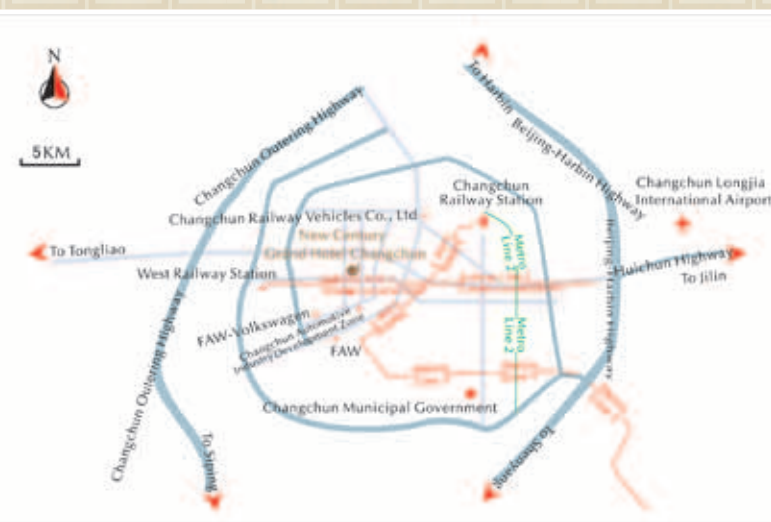 N
5KM
Changchun Outering Highway
To Harbin
Beijing-Harbin Highway
Changchun
Railway Station
Changchun Longjia
International Airport
Changchun Railway Vehicles Co., Ltd
New Century
Grand Hotel Changchun
Metro
Line 2
To Tongliao
West Railway Station
Huichun Highway
To Jilin
Beijing-Harbin Highway
FAW-Volkswagen
Changchun Automotive
Industry Development Zone
FAW
Metro
Line 2
Changchun Municipal Government
Changchun Outering Highway
To Siping
To Shenyang